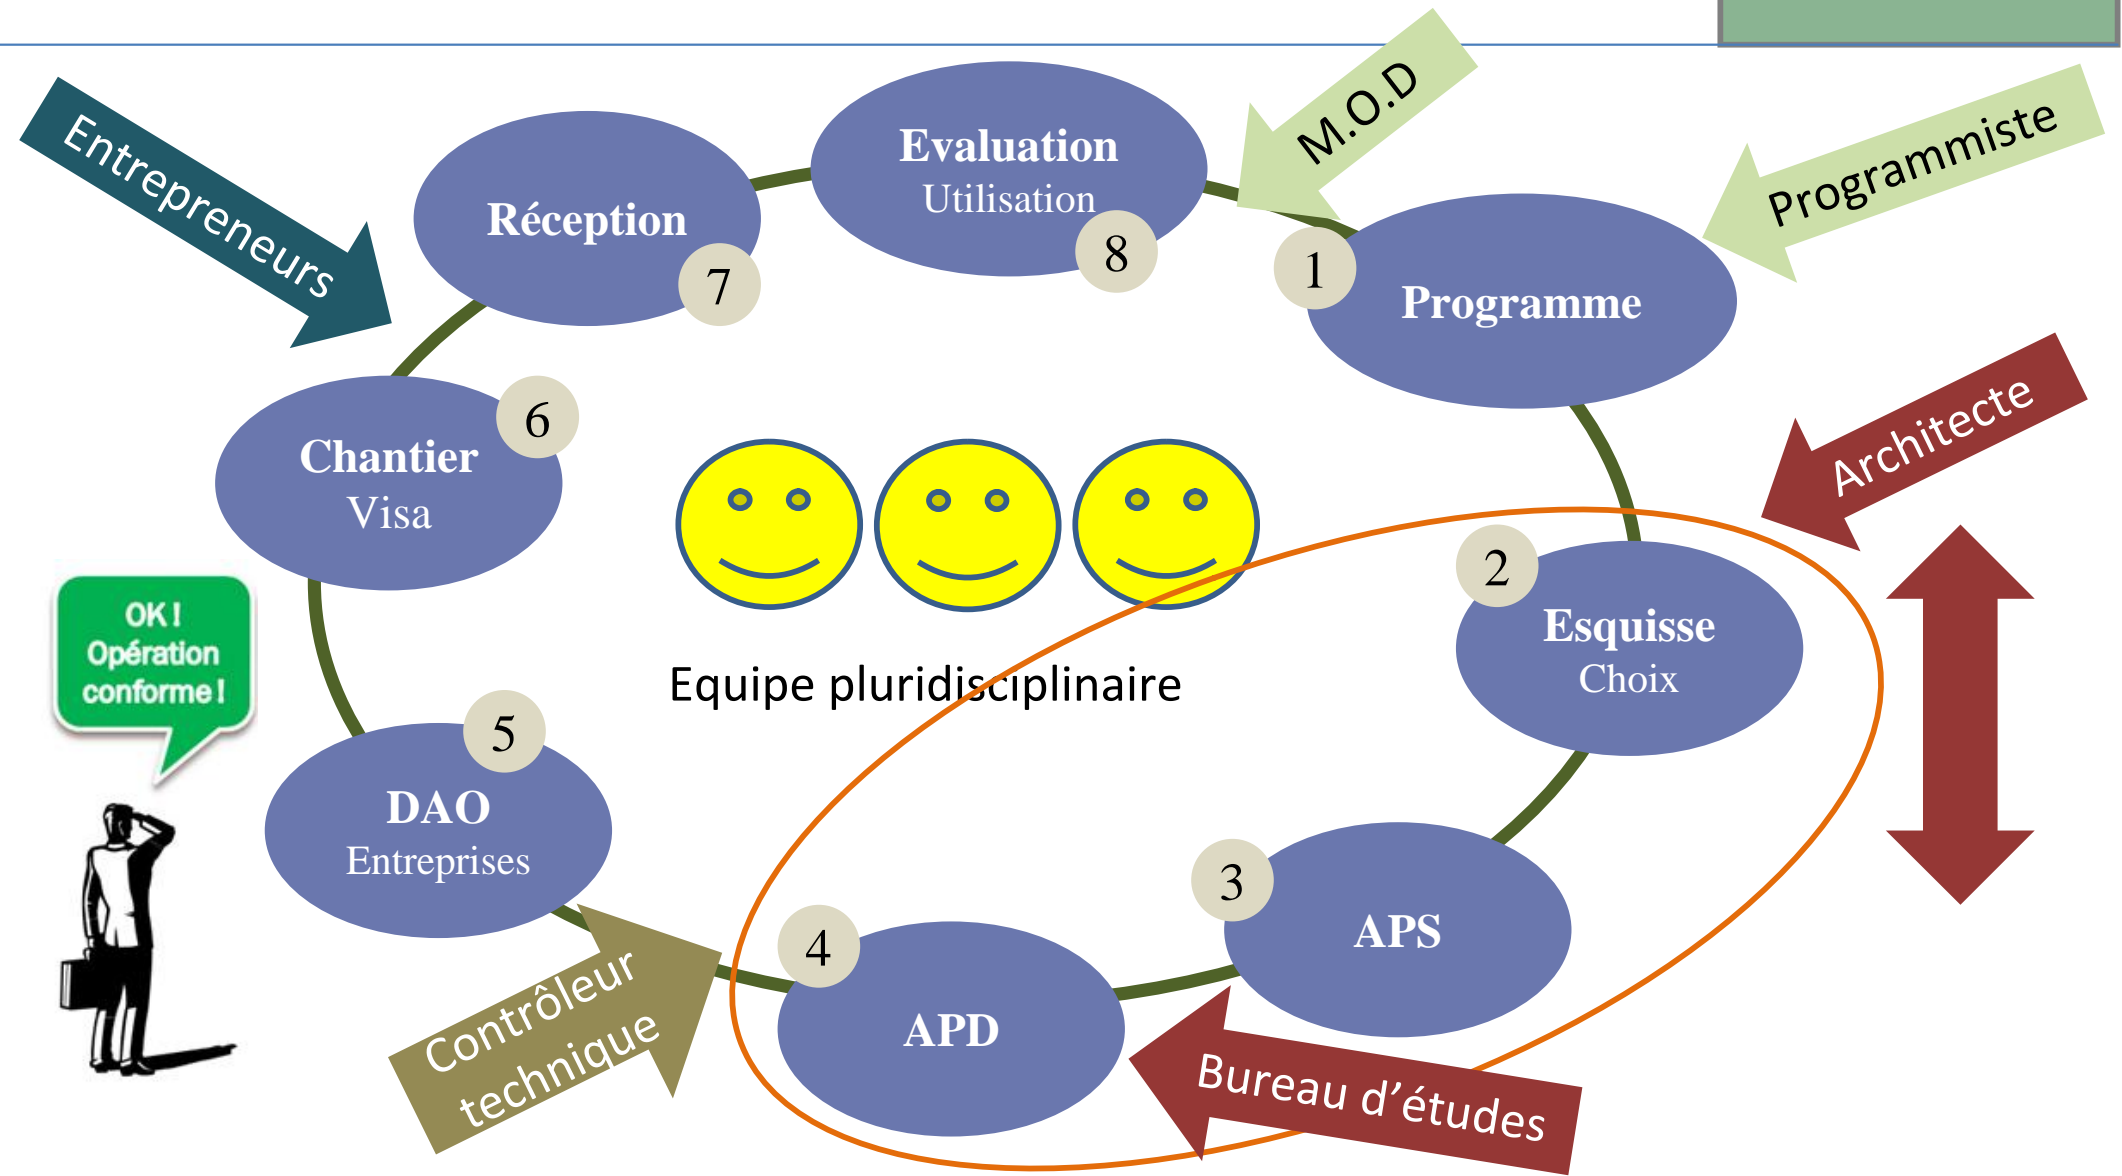 M.O.D
Programmiste
Entrepreneurs
Evaluation
Utilisation
8
Réception
7
1
Programme
Architecte
6
Chantier
Visa
2
Esquisse
Choix
OK !
Opération
conforme !
Equipe pluridisciplinaire
5
DAO
Entreprises
3
APS
4
APD
Contrôleur
technique
Bureau d’études